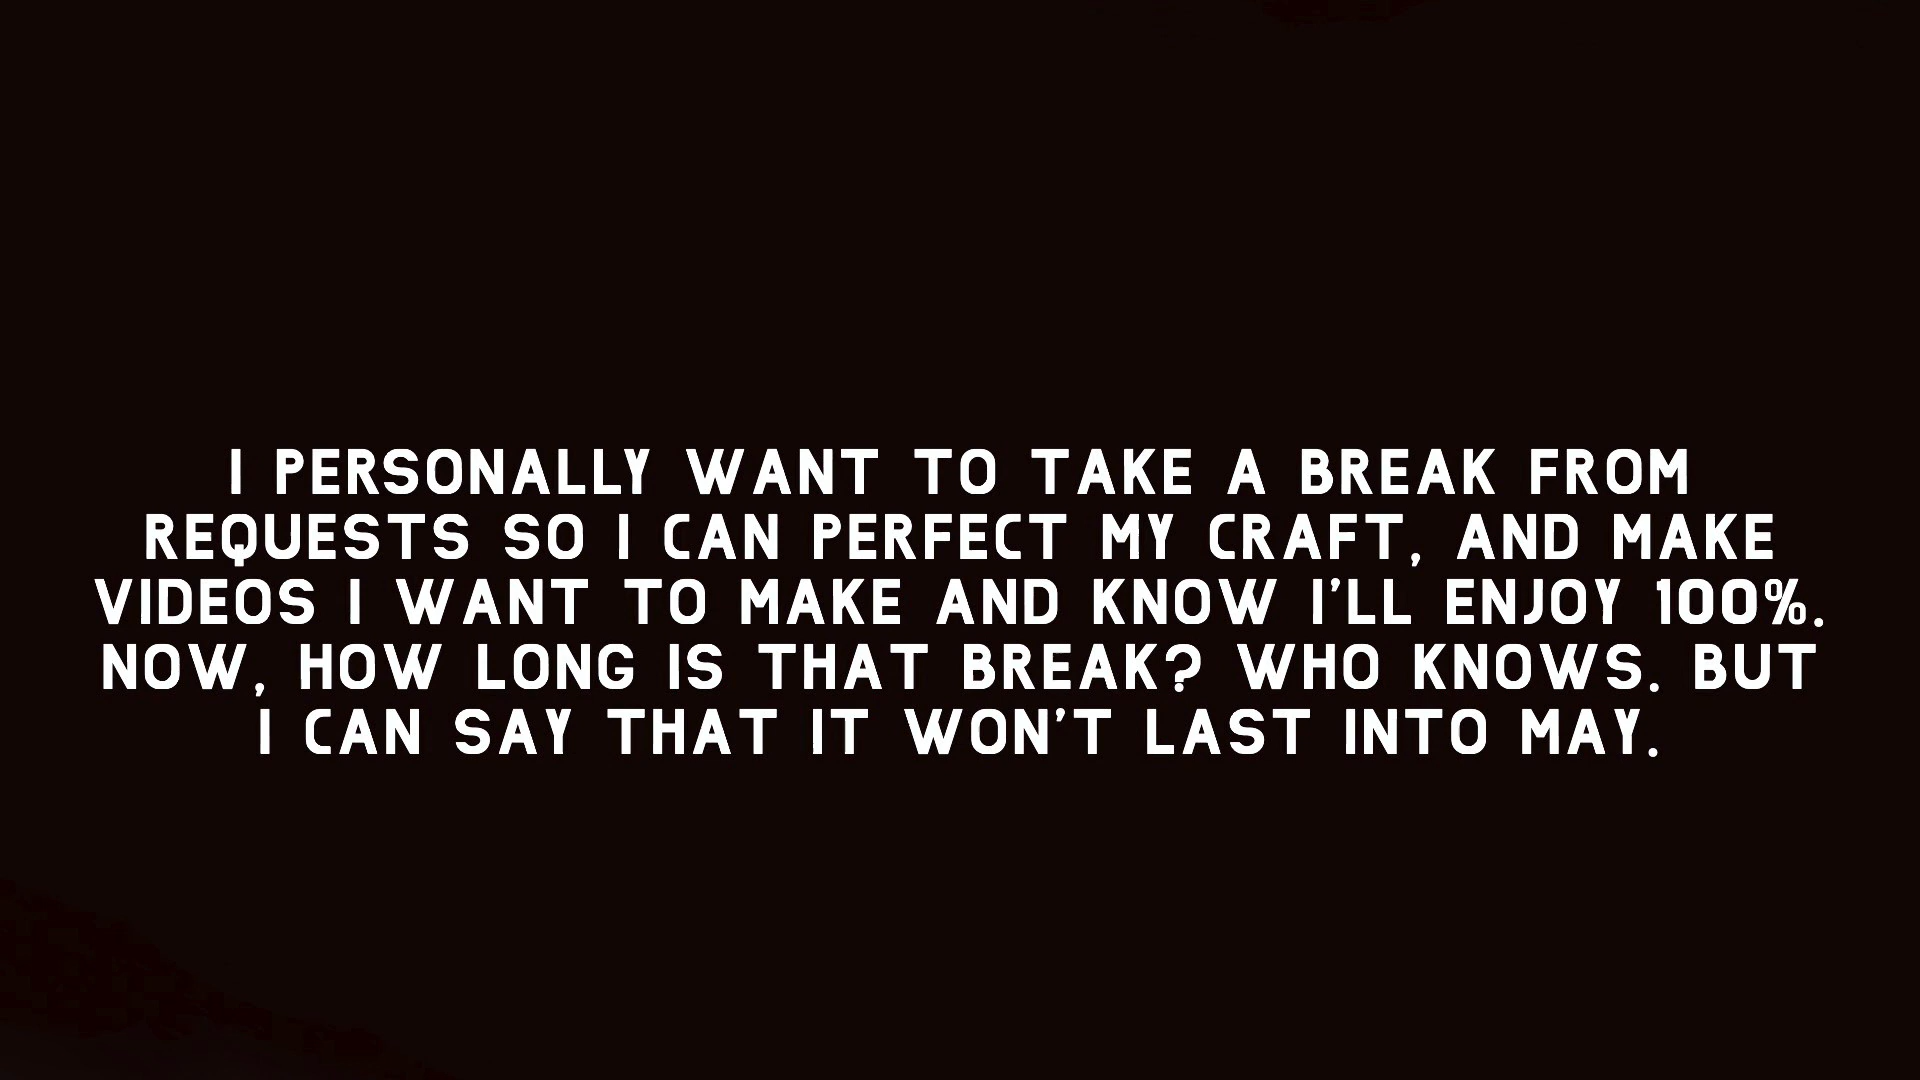 I PERSONALLY WANT TO TAKE A BREAK FROM
REQUESTS SO I CAN PERFECT MY CRAFT, AND MAKE
VIDEOS I WANT TO MAKE AND KNOW I'LL ENJOY 100%.
NOW, HOW LONG IS THAT BREAK? WHO KNOWS. BUT
I CAN SAY THAT IT WON'T LAST INTO MAY.